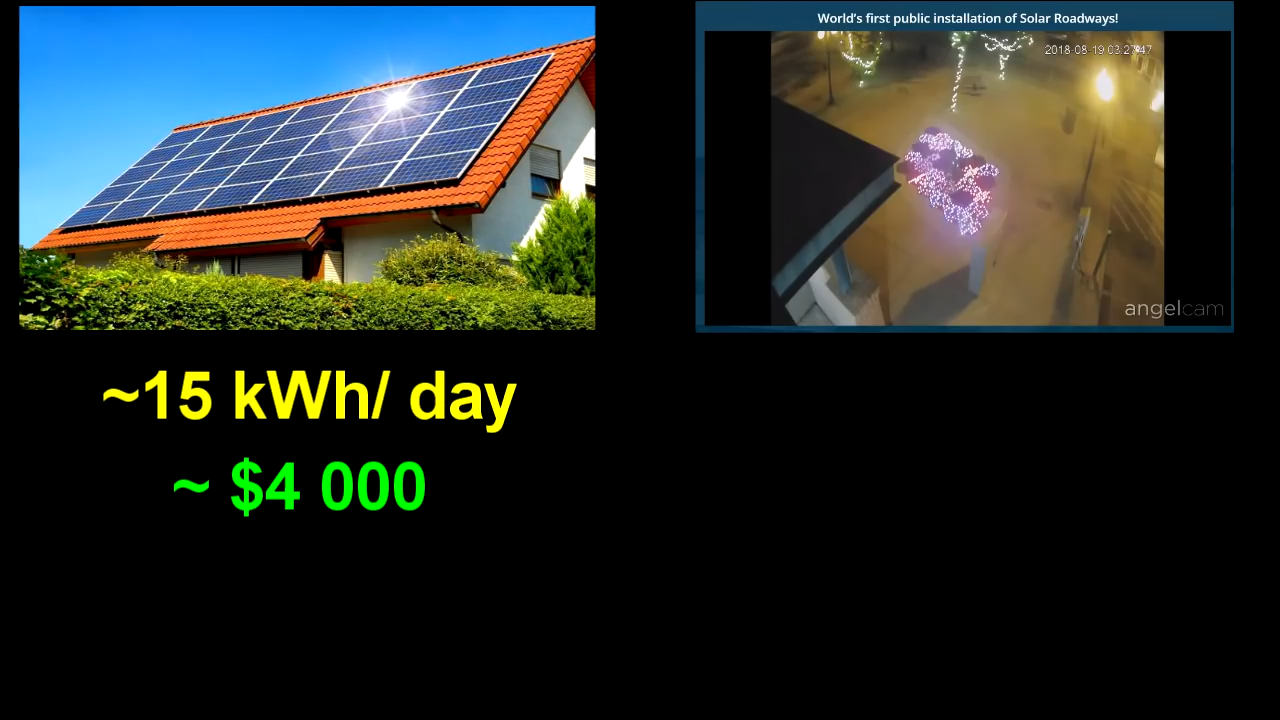 World's first public installation of Solar Roadways!
2018-08-19 03:27:47
angelcam
~15 kWh/ day
~ $4 000